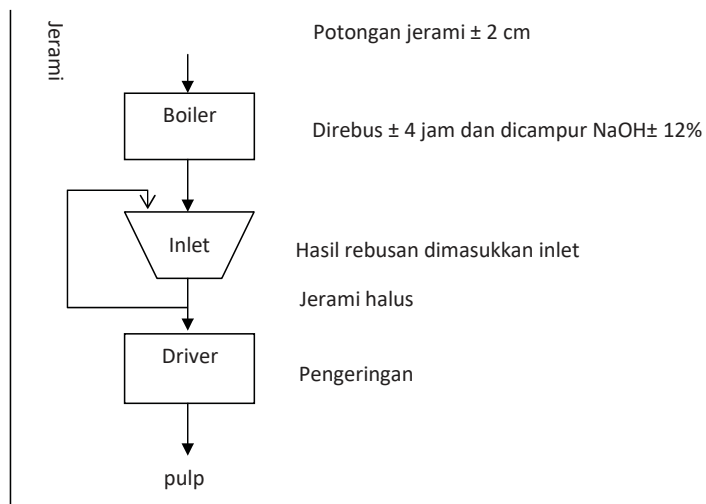 Jerami
Potongan jerami ± 2 cm
Boiler
Direbus ± 4 jam dan dicampur NaOH± 12%
Inlet
Hasil rebusan dimasukkan inlet
Jerami halus
Driver
Pengeringan
pulp